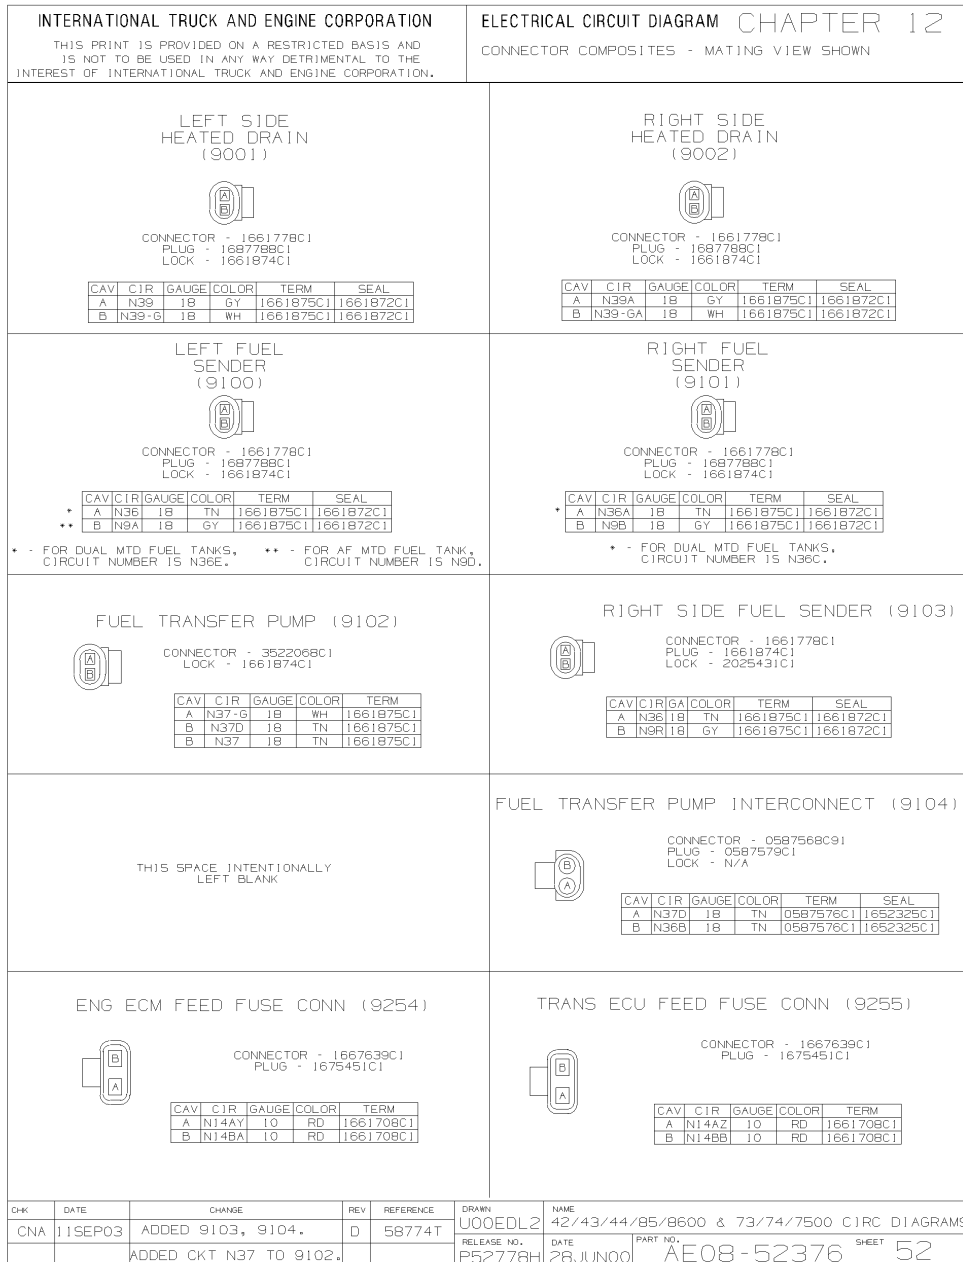 INTERNATIONAL TRUCK AND ENGINE CORPORATION
THIS PRINT IS PROVIDED ON A RESTRICTED BASIS AND
IS NOT TO BE USED IN ANY WAY DETRIMENTAL TO THE
INTEREST OF INTERNATIONAL TRUCK AND ENGINE CORPORATION.
ELECTRICAL CIRCUIT DIAGRAM CHAPTER 12
CONNECTOR COMPOSITES - MATING VIEW SHOWN
LEFT SIDE
HEATED DRAIN
(9001)
A
B
CONNECTOR - 1661778C1
PLUG - 1687788C1
LOCK - 1661874C1
CAV CIR GAUGE COLOR TERM SEAL
A N39 18 GY 1661875C1 1661872C1
B N39-G 18 WH 1661875C1 1661872C1
RIGHT SIDE
HEATED DRAIN
(9002)
A
B
CONNECTOR - 1661778C1
PLUG - 1687788C1
LOCK - 1661874C1
CAV CIR GAUGE COLOR TERM SEAL
A N39A 18 GY 1661875C1 1661872C1
B N39-GA 18 WH 1661875C1 1661872C1
LEFT FUEL
SENDER
(9100)
A
B
CONNECTOR - 1661778C1
PLUG - 1687788C1
LOCK - 1661874C1
CAV CIR GAUGE COLOR TERM SEAL
* A N36 18 TN 1661875C1 1661872C1
** B N9A 18 GY 1661875C1 1661872C1
* - FOR DUAL MTD FUEL TANKS, ** - FOR AF MTD FUEL TANK,
CIRCUIT NUMBER IS N36E. CIRCUIT NUMBER IS N9D.
RIGHT FUEL
SENDER
(9101)
A
B
CONNECTOR - 1661778C1
PLUG - 1687788C1
LOCK - 1661874C1
CAV CIR GAUGE COLOR TERM SEAL
* A N36A 18 TN 1661875C1 1661872C1
B N9B 18 GY 1661875C1 1661872C1
* - FOR DUAL MTD FUEL TANKS,
CIRCUIT NUMBER IS N36C.
FUEL TRANSFER PUMP (9102)
A
B
CONNECTOR - 3522068C1
LOCK - 1661874C1
CAV CIR GAUGE COLOR TERM
A N37-G 18 WH 1661875C1
B N37D 18 TN 1661875C1
B N37 18 TN 1661875C1
RIGHT SIDE FUEL SENDER (9103)
A
B
CONNECTOR - 1661778C1
PLUG - 1661874C1
LOCK - 2025431C1
CAV CIR GA COLOR TERM SEAL
A N36 18 TN 1661875C1 1661872C1
B N9R 18 GY 1661875C1 1661872C1
THIS SPACE INTENTIONALLY
LEFT BLANK
FUEL TRANSFER PUMP INTERCONNECT (9104)
B
A
CONNECTOR - 0587568C91
PLUG - 0587579C1
LOCK - N/A
CAV CIR GAUGE COLOR TERM SEAL
A N37D 18 TN 0587576C1 1652325C1
B N36B 18 TN 0587576C1 1652325C1
ENG ECM FEED FUSE CONN (9254)
B
A
CONNECTOR - 1667639C1
PLUG - 1675451C1
CAV CIR GAUGE COLOR TERM
A N14AY 10 RD 1661708C1
B N14BA 10 RD 1661708C1
TRANS ECU FEED FUSE CONN (9255)
B
A
CONNECTOR - 1667639C1
PLUG - 1675451C1
CAV CIR GAUGE COLOR TERM
A N14AZ 10 RD 1661708C1
B N14BB 10 RD 1661708C1
CHK DATE CHANGE REV REFERENCE
CNA 11SEP03 ADDED 9103, 9104. D 58774T
ADDED CKT N37 TO 9102.
DRAWN
U00EDL2
NAME
42/43/44/85/8600 & 73/74/7500 CIRC DIAGRAMS
RELEASE NO.
P52778H
DATE
28JUN00
PART NO.
AE08-52376
SHEET 52